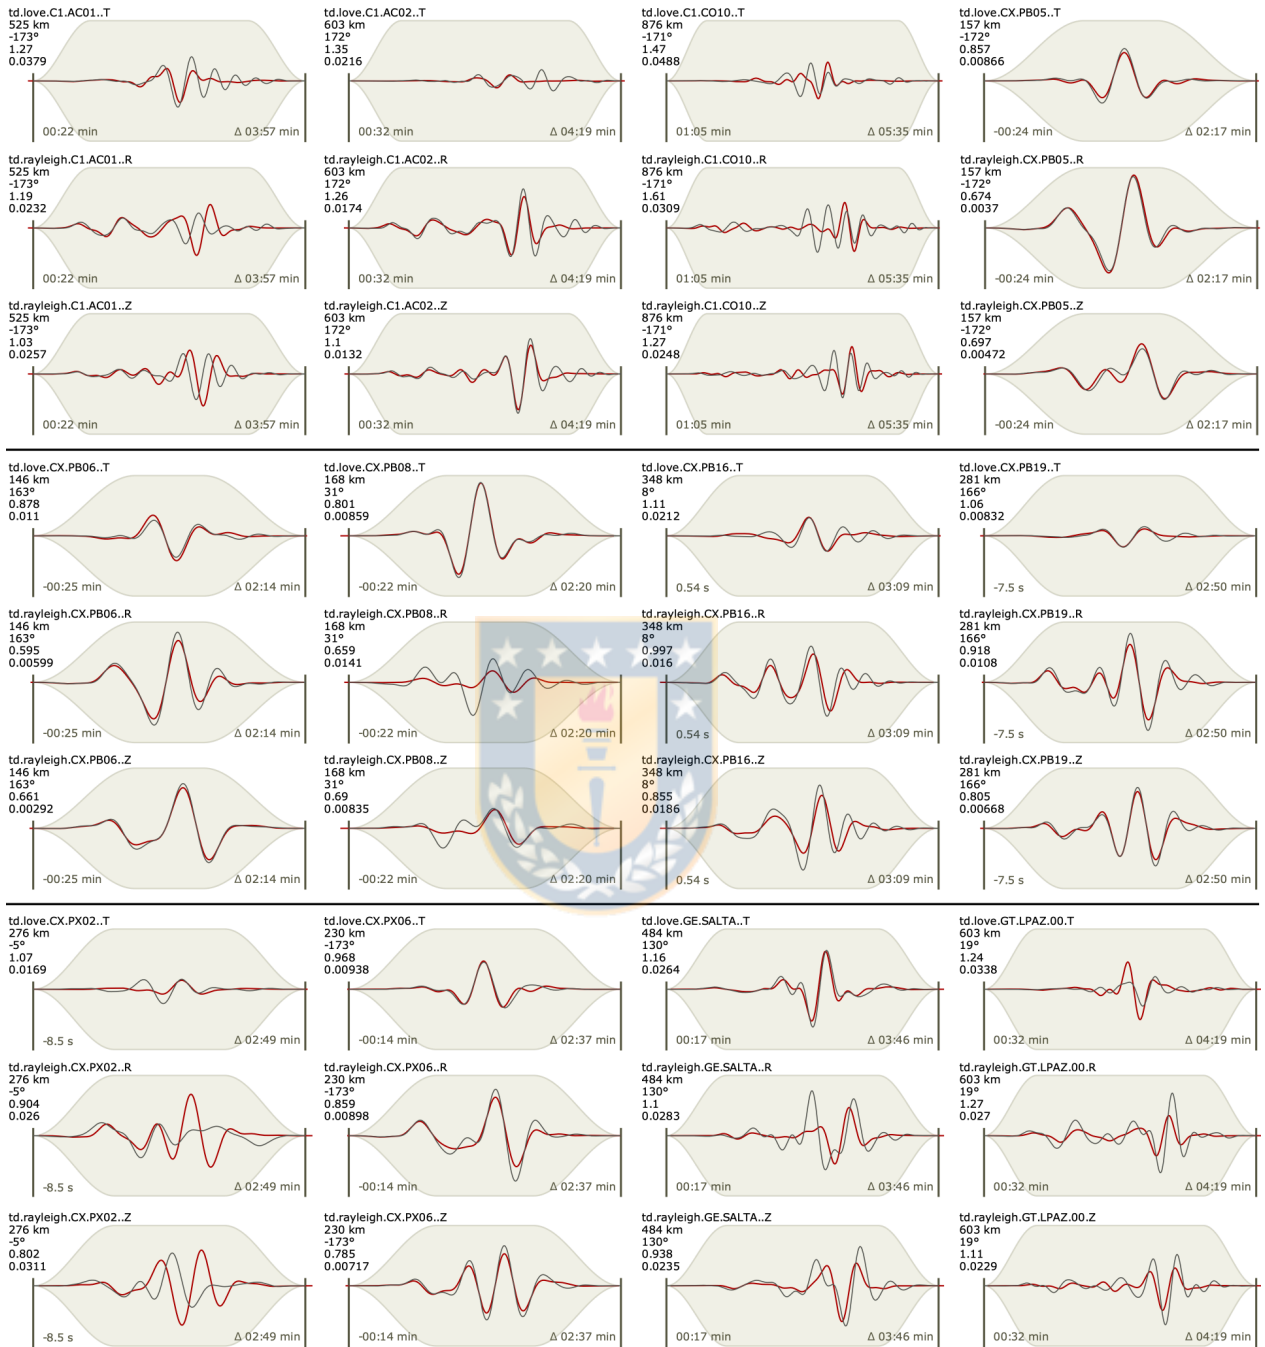 td.love.C1.AC01..T
525 km
-173°
1.27
0.0379
00:22 min
Δ 03:57 min
td.love.C1.AC02..T
603 km
172°
1.35
0.0216
00:32 min
Δ 04:19 min
td.love.C1.CO10..T
876 km
-171°
1.47
0.0488
01:05 min
Δ 05:35 min
td.love.CX.PB05..T
157 km
-172°
0.857
0.00866
-00:24 min
Δ 02:17 min
td.rayleigh.C1.AC01..R
525 km
-173°
1.19
0.0232
00:22 min
Δ 03:57 min
td.rayleigh.C1.AC02..R
603 km
172°
1.26
0.0174
00:32 min
Δ 04:19 min
td.rayleigh.C1.CO10..R
876 km
-171°
1.61
0.0309
01:05 min
Δ 05:35 min
td.rayleigh.CX.PB05..R
157 km
-172°
0.674
0.0037
-00:24 min
Δ 02:17 min
td.rayleigh.C1.AC01..Z
525 km
-173°
1.03
0.0257
00:22 min
Δ 03:57 min
td.rayleigh.C1.AC02..Z
603 km
172°
1.1
0.0132
00:32 min
Δ 04:19 min
td.rayleigh.C1.CO10..Z
876 km
-171°
1.27
0.0248
01:05 min
Δ 05:35 min
td.rayleigh.CX.PB05..Z
157 km
-172°
0.697
0.00472
-00:24 min
Δ 02:17 min
td.love.CX.PB06..T
146 km
163°
0.878
0.011
-00:25 min
Δ 02:14 min
td.love.CX.PB08..T
168 km
31°
0.801
0.00859
-00:22 min
Δ 02:20 min
td.love.CX.PB16..T
348 km
8°
1.11
0.0212
0.54 s
Δ 03:09 min
td.love.CX.PB19..T
281 km
166°
1.06
0.00832
-7.5 s
Δ 02:50 min
td.rayleigh.CX.PB06..R
146 km
163°
0.595
0.00599
-00:25 min
Δ 02:14 min
td.rayleigh.CX.PB08..R
168 km
31°
0.659
0.0141
-00:22 min
Δ 02:20 min
td.rayleigh.CX.PB16..R
348 km
8°
0.997
0.016
0.54 s
Δ 03:09 min
td.rayleigh.CX.PB19..R
281 km
166°
0.918
0.0108
-7.5 s
Δ 02:50 min
td.rayleigh.CX.PB06..Z
146 km
163°
0.661
0.00292
-00:25 min
Δ 02:14 min
td.rayleigh.CX.PB08..Z
168 km
31°
0.69
0.00835
-00:22 min
Δ 02:20 min
td.rayleigh.CX.PB16..Z
348 km
8°
0.855
0.0186
0.54 s
Δ 03:09 min
td.rayleigh.CX.PB19..Z
281 km
166°
0.805
0.00668
-7.5 s
Δ 02:50 min
td.love.CX.PX02..T
276 km
-5°
1.07
0.0169
-8.5 s
Δ 02:49 min
td.love.CX.PX06..T
230 km
-173°
0.968
0.00938
-00:14 min
Δ 02:37 min
td.love.GE.SALTA..T
484 km
130°
1.16
0.0264
00:17 min
Δ 03:46 min
td.love.GT.LPAZ.00.T
603 km
19°
1.24
0.0338
00:32 min
Δ 04:19 min
td.rayleigh.CX.PX02..R
276 km
-5°
0.904
0.026
-8.5 s
Δ 02:49 min
td.rayleigh.CX.PX06..R
230 km
-173°
0.859
0.00898
-00:14 min
Δ 02:37 min
td.rayleigh.GE.SALTA..R
484 km
130°
1.1
0.0283
00:17 min
Δ 03:46 min
td.rayleigh.GT.LPAZ.00.R
603 km
19°
1.27
0.027
00:32 min
Δ 04:19 min
td.rayleigh.CX.PX02..Z
276 km
-5°
0.802
0.0311
-8.5 s
Δ 02:49 min
td.rayleigh.CX.PX06..Z
230 km
-173°
0.785
0.00717
-00:14 min
Δ 02:37 min
td.rayleigh.GE.SALTA..Z
484 km
130°
0.938
0.0235
00:17 min
Δ 03:46 min
td.rayleigh.GT.LPAZ.00.Z
603 km
19°
1.11
0.0229
00:32 min
Δ 04:19 min